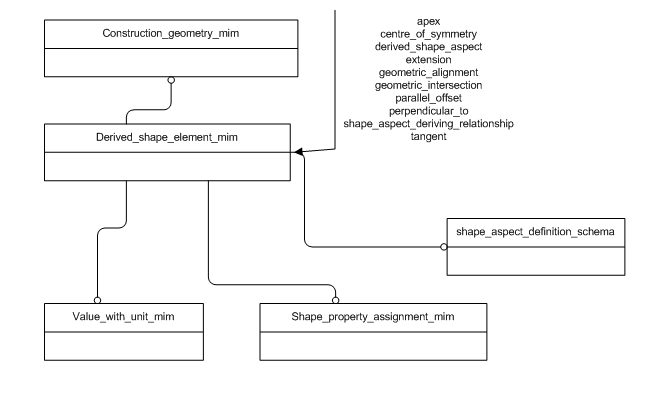 Construction_geometry_mim
apex
centre_of_symmetry
derived_shape_aspect
extension
geometric_alignment
geometric_intersection
parallel_offset
perpendicular_to
shape_aspect_deriving_relationship
tangent
Derived_shape_element_mim
shape_aspect_definition_schema
Value_with_unit_mim
Shape_property_assignment_mim